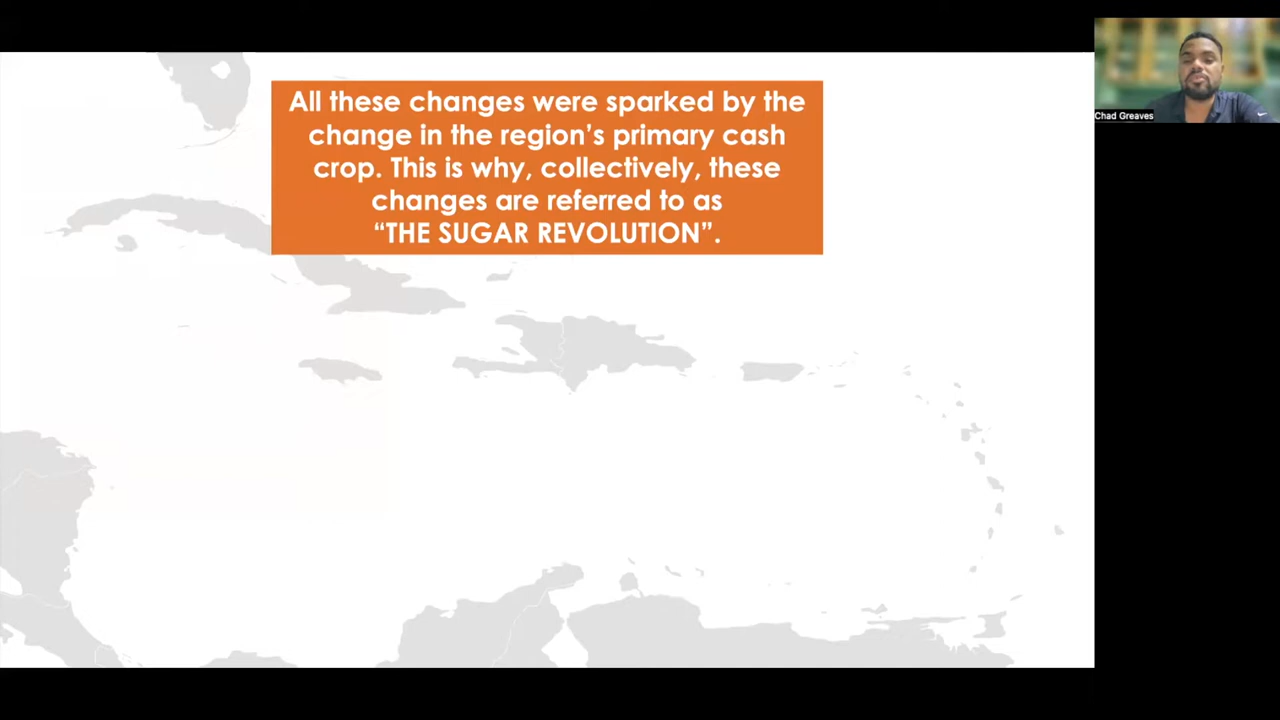 All these changes were sparked by the
change in the region’s primary cash
crop. This is why, collectively, these
changes are referred to as
“THE SUGAR REVOLUTION”.
Chad Greaves